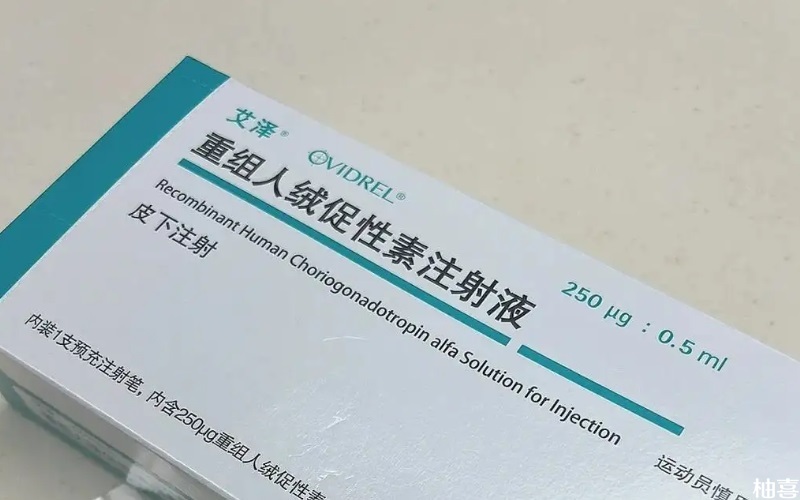 艾泽® OVIDREL®
重组人绒促性素注射液
250 μg : 0.5 ml
Recombinant Human Choriogonadotropin alfa Solution for Injection
皮下注射
内装1支预充注射笔,内含250μg重组人绒促性素
运动员慎用
柚喜